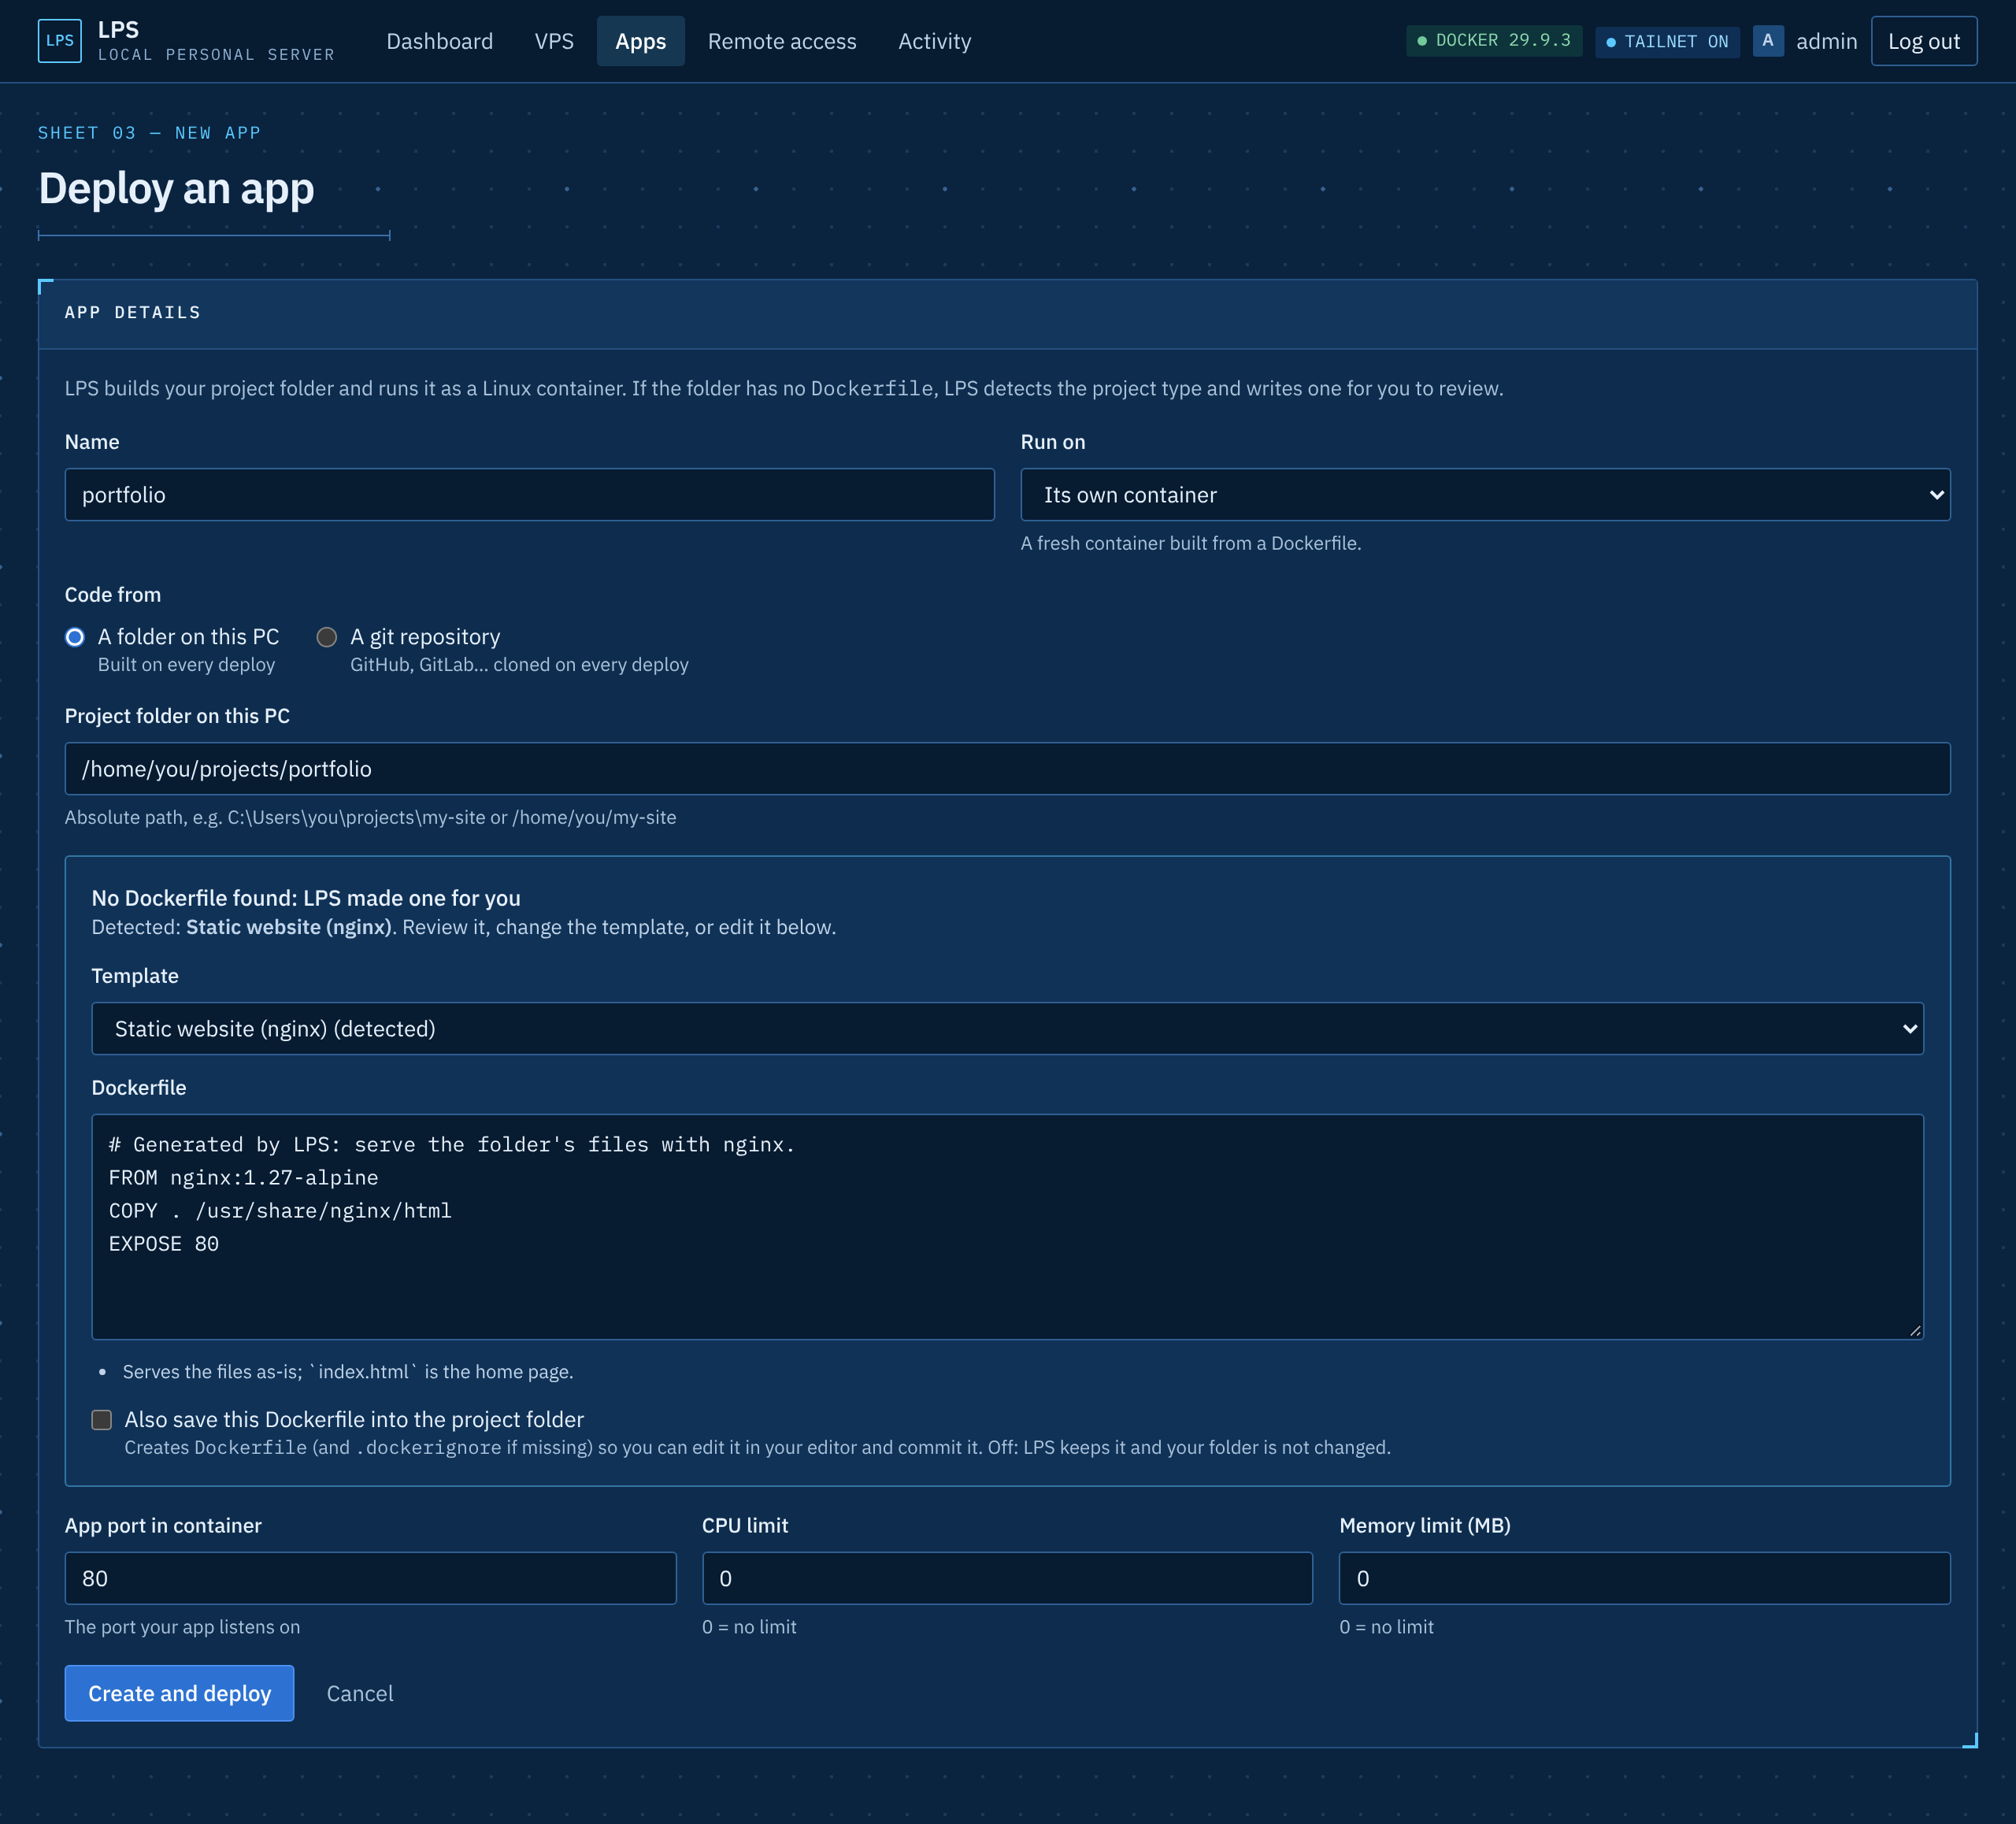 LPS
LPS
LOCAL PERSONAL SERVER
Dashboard
VPS
Apps
Remote access
Activity
DOCKER 29.9.3
TAILNET ON
A
admin
Log out
SHEET 03 — NEW APP
Deploy an app
APP DETAILS
LPS builds your project folder and runs it as a Linux container. If the folder has no Dockerfile, LPS detects the project type and writes one for you to review.
Name
Run on
portfolio
Its own container
A fresh container built from a Dockerfile.
Code from
A folder on this PC
A git repository
Built on every deploy
GitHub, GitLab... cloned on every deploy
Project folder on this PC
/home/you/projects/portfolio
Absolute path, e.g. C:\Users\you\projects\my-site or /home/you/my-site
No Dockerfile found: LPS made one for you
Detected: Static website (nginx). Review it, change the template, or edit it below.
Template
Static website (nginx) (detected)
Dockerfile
# Generated by LPS: serve the folder's files with nginx.
FROM nginx:1.27-alpine
COPY . /usr/share/nginx/html
EXPOSE 80
• Serves the files as-is; `index.html` is the home page.
Also save this Dockerfile into the project folder
Creates Dockerfile (and .dockerignore if missing) so you can edit it in your editor and commit it. Off: LPS keeps it and your folder is not changed.
App port in container
CPU limit
Memory limit (MB)
80
0
0
The port your app listens on
0 = no limit
0 = no limit
Create and deploy
Cancel